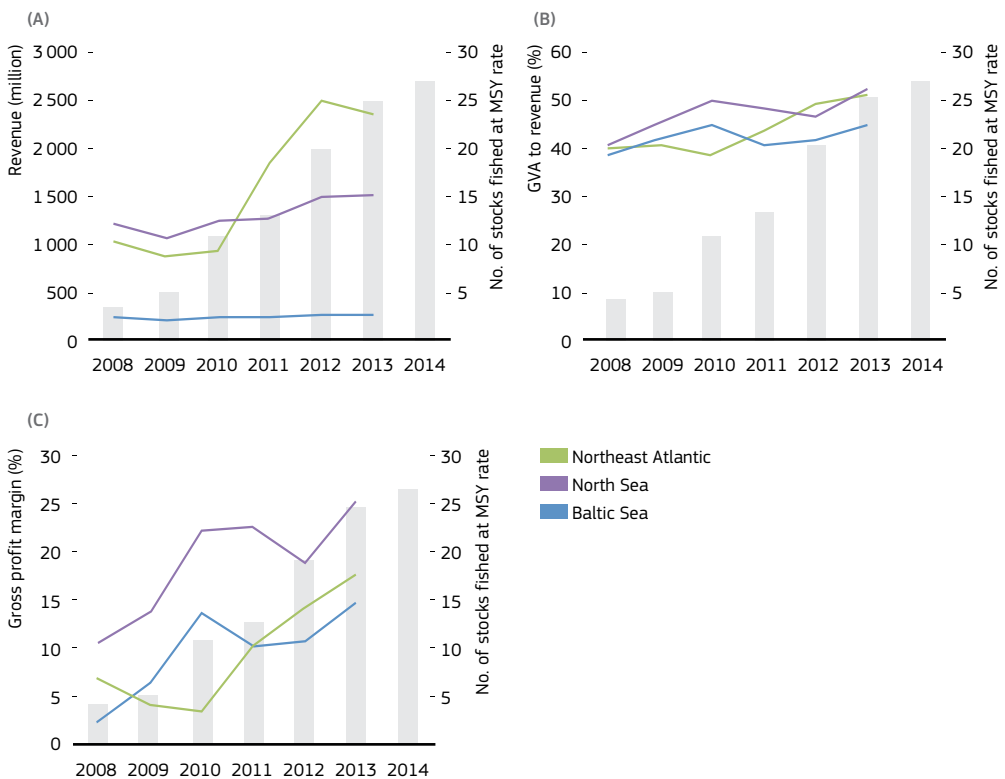 (A)
Revenue (million)
3 000
2 500
2 000
1 500
1 000
500
0
30
25
20
15
10
5
No. of stocks fished at MSY rate
2008 2009 2010 2011 2012 2013 2014
(B)
GVA to revenue (%)
60
50
40
30
20
10
0
30
25
20
15
10
5
No. of stocks fished at MSY rate
2008 2009 2010 2011 2012 2013 2014
(C)
Gross profit margin (%)
30
25
20
15
10
5
0
30
25
20
15
10
5
No. of stocks fished at MSY rate
2008 2009 2010 2011 2012 2013 2014
Northeast Atlantic
North Sea
Baltic Sea